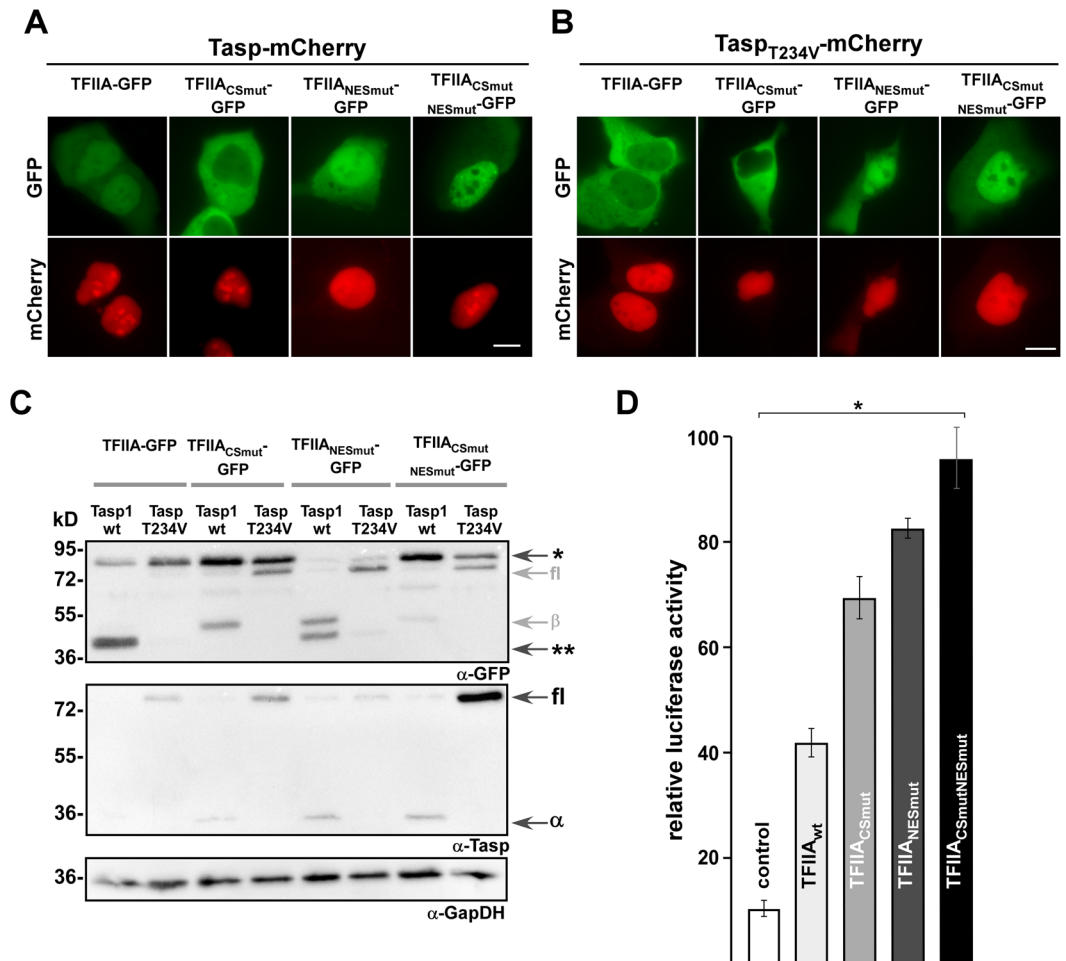 A
Tasp-mCherry
TFIIA-GFP
TFIIACSmut-
GFP
TFIIANESmut-
GFP
TFIIACSmut
NESmut-GFP
GFP
mCherry
B
TaspT234V-mCherry
TFIIA-GFP
TFIIACSmut-
GFP
TFIIANESmut-
GFP
TFIIACSmut
NESmut-GFP
GFP
mCherry
C
TFIIA-GFP
TFIIACSmut-
GFP
TFIIANESmut-
GFP
TFIIACSmut
NESmut-GFP
kD
Tasp1 wt
Tasp T234V
Tasp1 wt
Tasp T234V
Tasp1 wt
Tasp T234V
Tasp1 wt
Tasp T234V
95-
72-
55-
36-
*
fl
β
**
α-GFP
72-
55-
36-
fl
α
α-Tasp
36-
α-GapDH
D
*
relative luciferase activity
100
80
60
40
20
control
TFIIAwt
TFIIACSmut
TFIIANESmut
TFIIACSmutNESmut